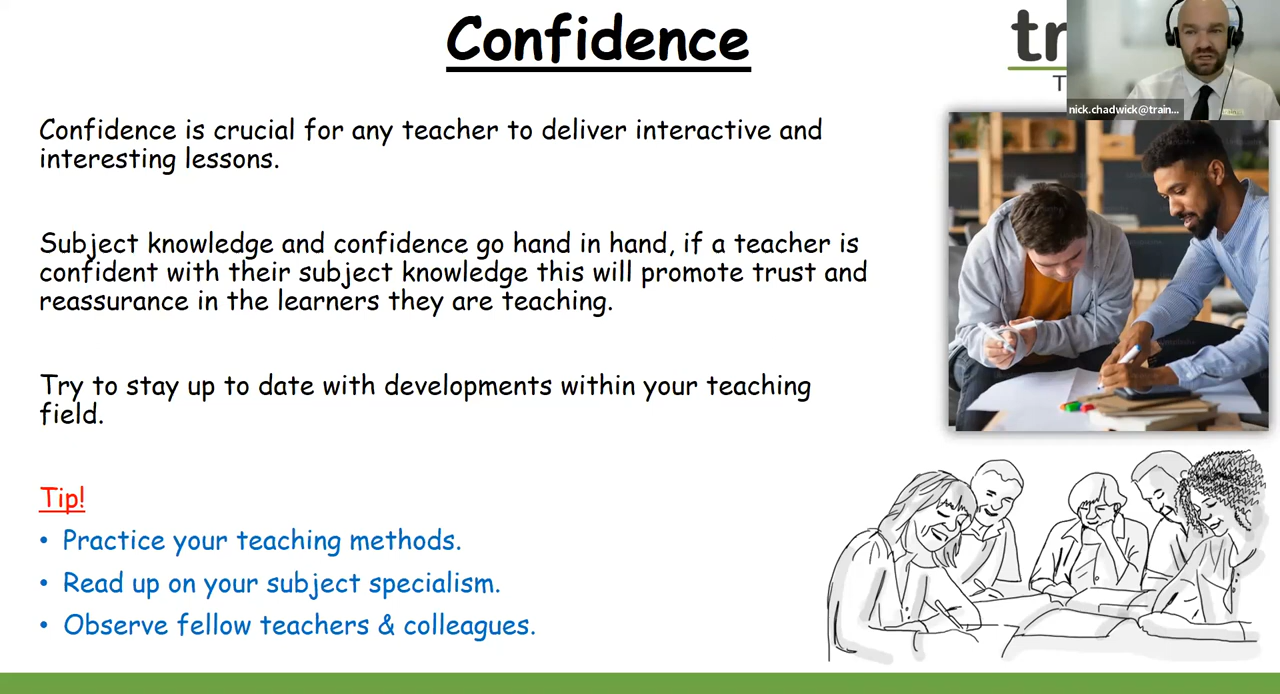 Confidence
tr
T
nick.chadwick@train...
Confidence is crucial for any teacher to deliver interactive and
interesting lessons.
Subject knowledge and confidence go hand in hand, if a teacher is
confident with their subject knowledge this will promote trust and
reassurance in the learners they are teaching.
Try to stay up to date with developments within your teaching
field.
Tip!
• Practice your teaching methods.
• Read up on your subject specialism.
• Observe fellow teachers & colleagues.